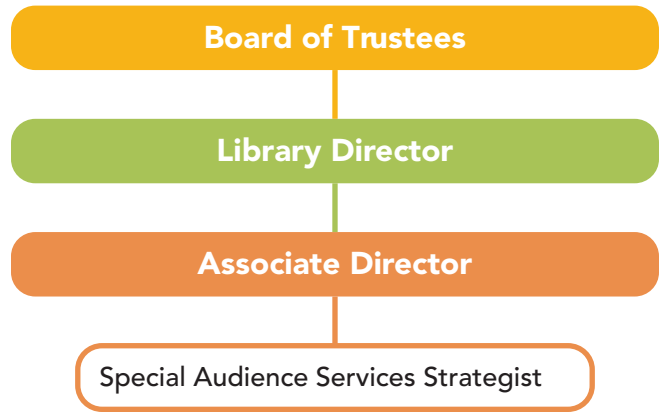 Board of Trustees
Library Director
Associate Director
Special Audience Services Strategist